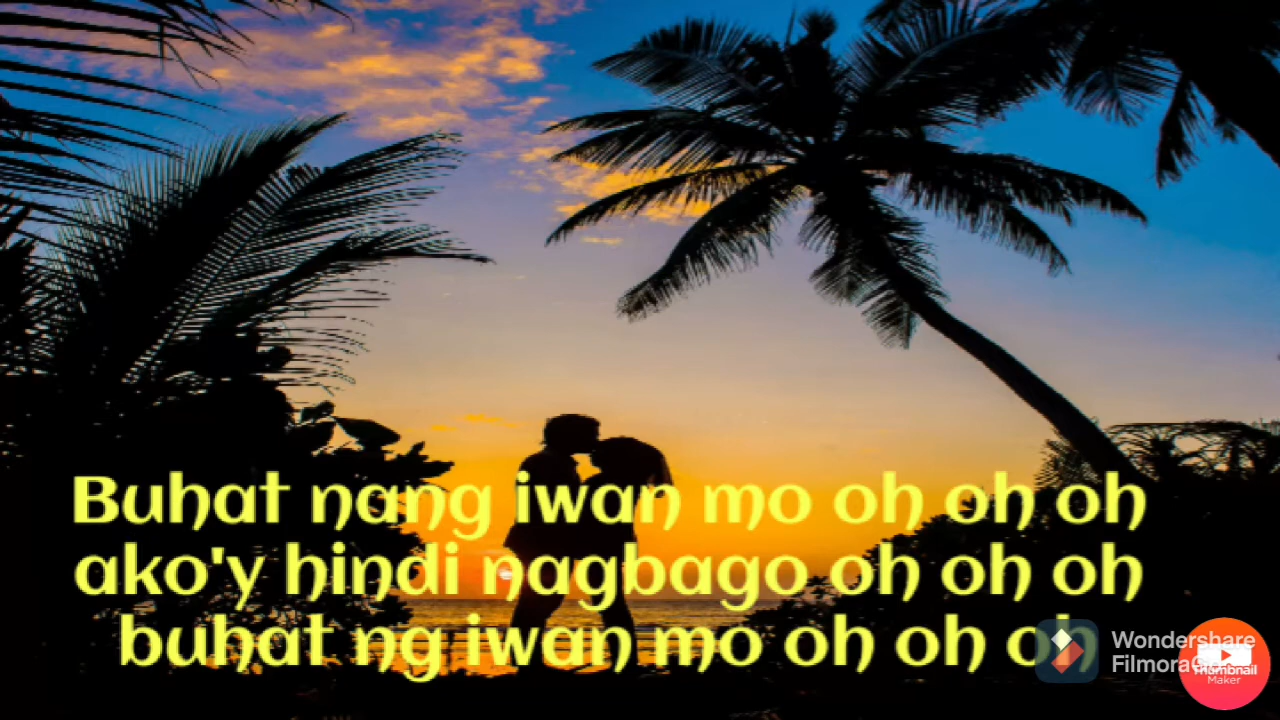 Buhat nang iwan mo oh oh oh
ako'y hindi nagbago oh oh oh
buhat ng iwan mo oh oh oh
Wondershare
Filmora
Thumbnail
Maker